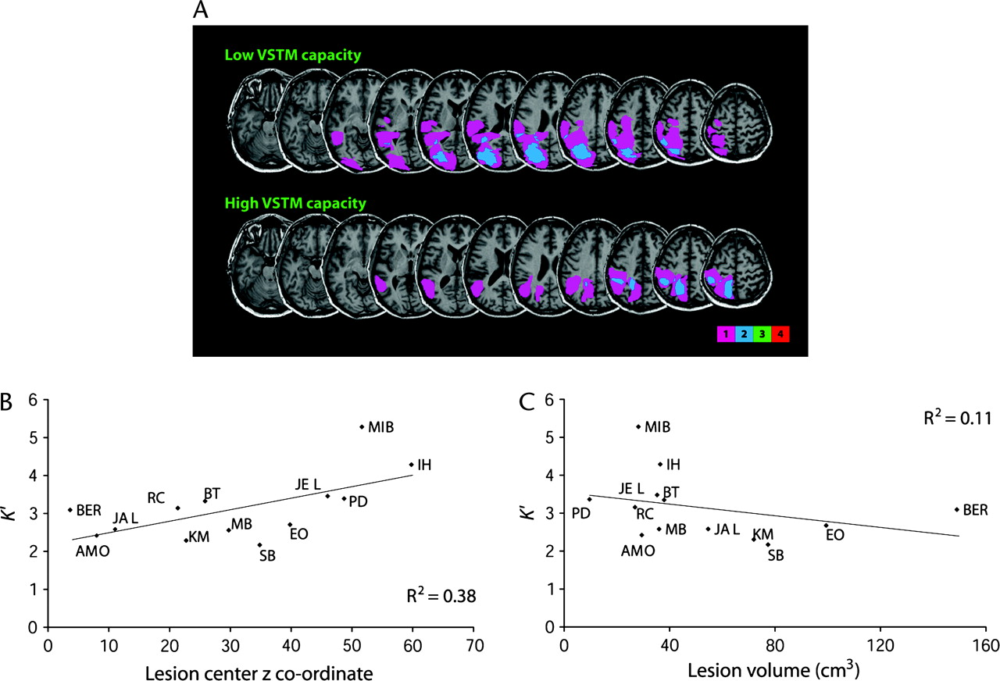 A
Low VSTM capacity
High VSTM capacity
1 2 3 4
B
6
5
4
3
2
1
0
K'
MIB
IH
JE L
PD
BT
RC
BER
JA L
MB
EO
KM
AMO
SB
R² = 0.38
0 10 20 30 40 50 60 70
Lesion center z co-ordinate
C
6
5
4
3
2
1
0
K'
R² = 0.11
MIB
IH
JE L
BT
PD
RC
BER
MB
JA L
KM
EO
AMO
SB
0 40 80 120 160
Lesion volume (cm³)